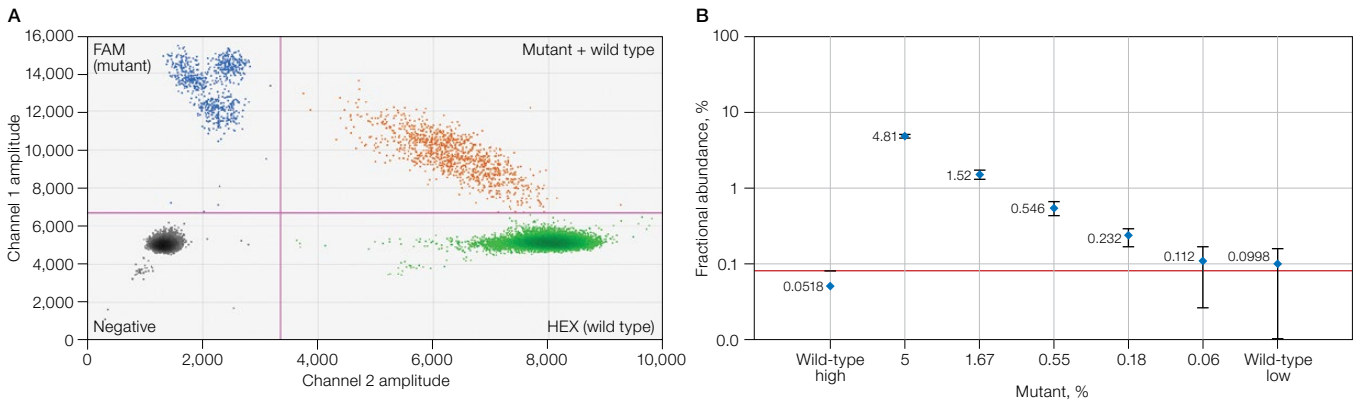 A
16,000
14,000
12,000
10,000
8,000
6,000
4,000
2,000
0
Channel 1 amplitude
FAM
(mutant)
Mutant + wild type
Negative
HEX (wild type)
0
2,000
4,000
6,000
8,000
10,000
Channel 2 amplitude
B
100
10
1
0.1
0.0
Fractional abundance, %
0.0518
4.81
1.52
0.546
0.232
0.112
0.0998
Wild-type
high
5
1.67
0.55
0.18
0.06
Wild-type
low
Mutant, %